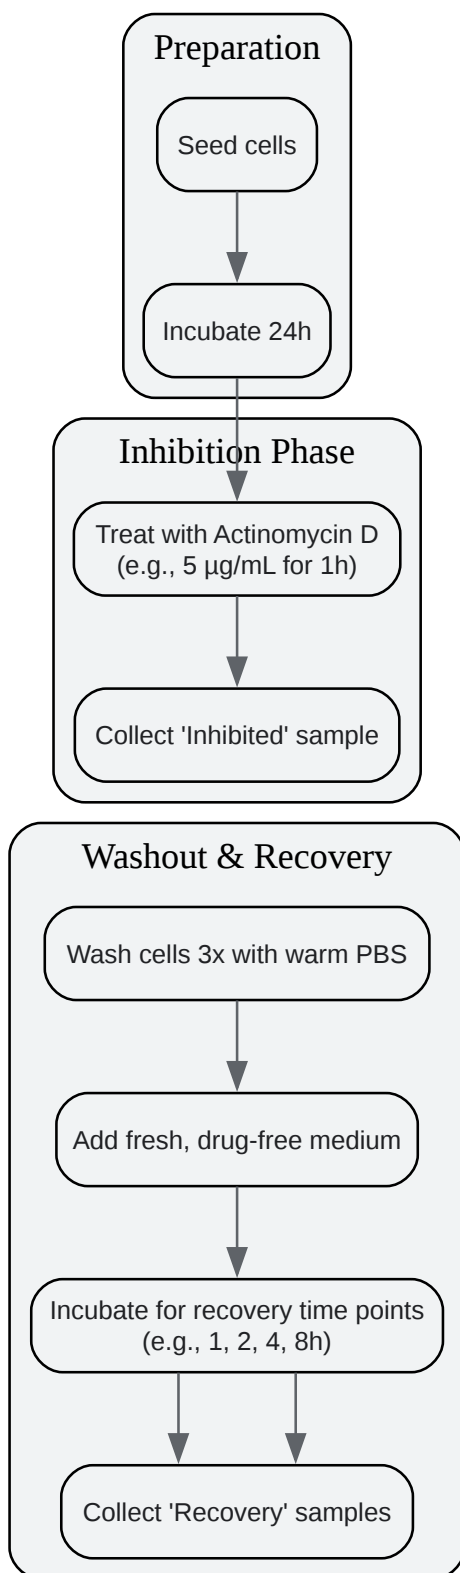 Preparation
Seed cells
Incubate 24h
Inhibition Phase
Treat with Actinomycin D
(e.g., 5 µg/mL for 1h)
Collect 'Inhibited' sample
Washout & Recovery
Wash cells 3x with warm PBS
Add fresh, drug-free medium
Incubate for recovery time points
(e.g., 1, 2, 4, 8h)
Collect 'Recovery' samples